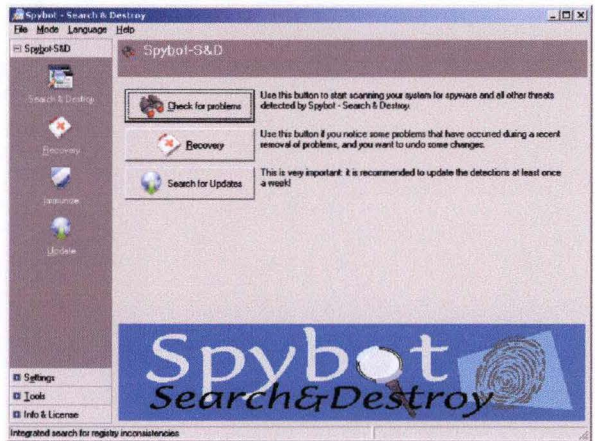 Spybot - Search & Destroy
File Mode Language Help
Spybot-S&D
Search & Destroy
Recovery
Immunize
Update
Settings
Tools
Info & License
Spybot-S&D
Check for problems
Use this button to start scanning your system for spyware and all other threats
detected by Spybot - Search & Destroy.
Recovery
Use this button if you notice some problems that have occured during a recent
removal of problems, and you want to undo some changes.
Search for Updates
This is very important: it is recommended to update the detections at least once
a week!
Spybot
Search&Destroy
Integrated search for registry inconsistencies